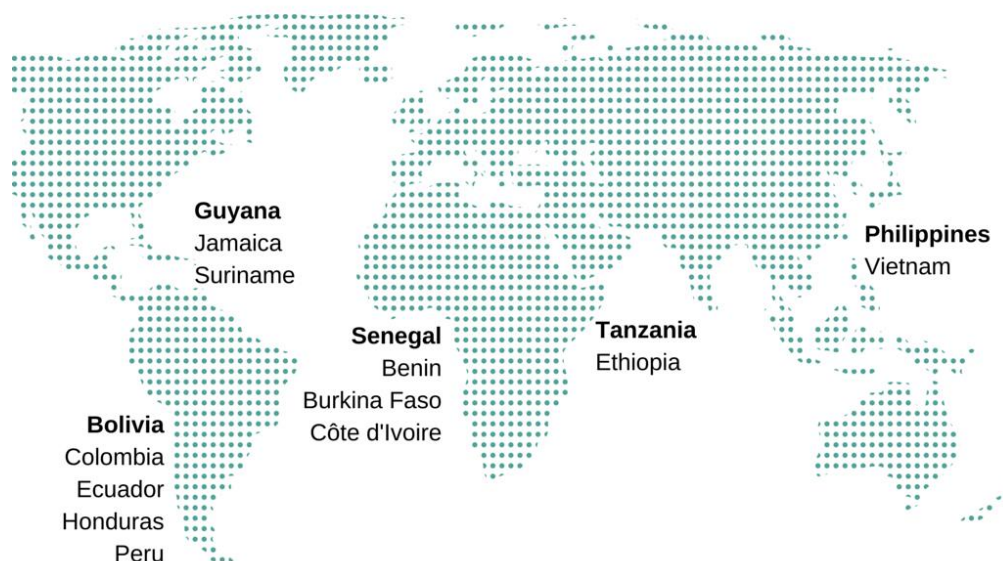 Guyana
Jamaica
Suriname
Philippines
Vietnam
Senegal
Benin
Burkina Faso
Côte d'Ivoire
Tanzania
Ethiopia
Bolivia
Colombia
Ecuador
Honduras
Peru